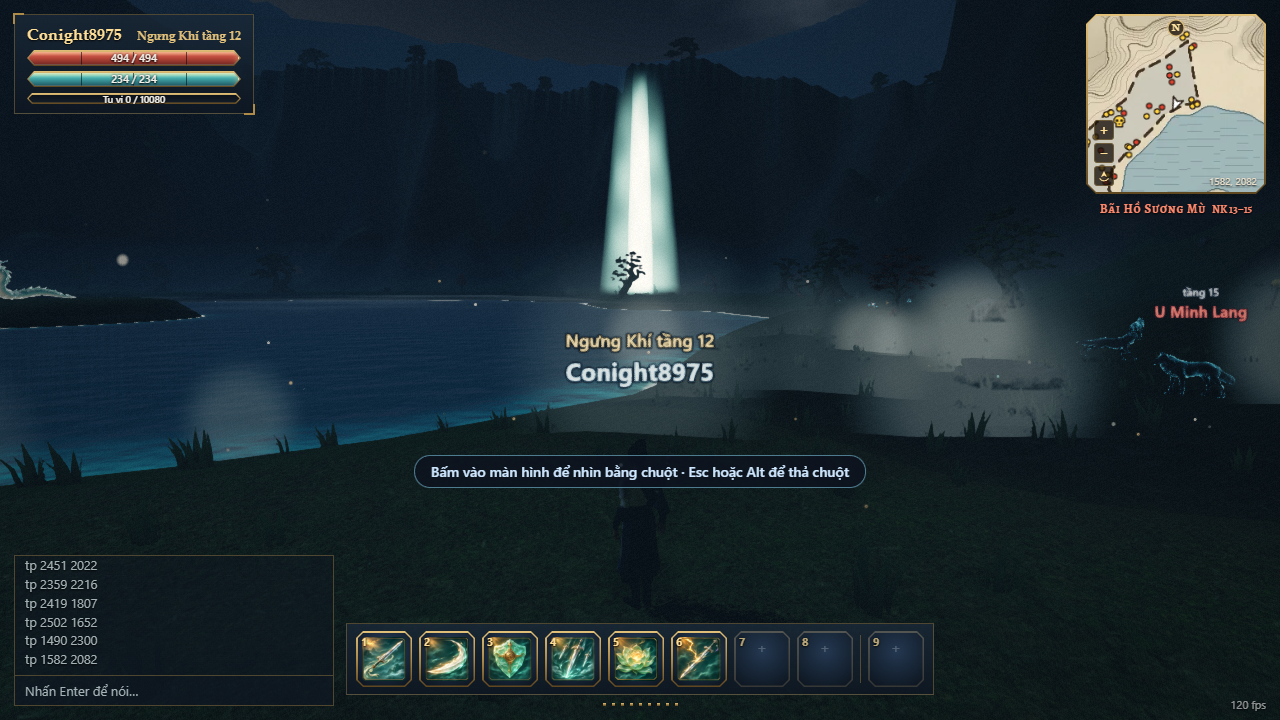 Conight8975 Ngưng Khí tầng 12
494 / 494
234 / 234
Tu vi 0 / 10080
N
+
−
1582, 2082
Bãi Hồ Sương Mù NK13–15
tầng 15
U Minh Lang
Ngưng Khí tầng 12
Conight8975
Bấm vào màn hình để nhìn bằng chuột · Esc hoặc Alt để thả chuột
tp 2451 2022
tp 2359 2216
tp 2419 1807
tp 2502 1652
tp 1490 2300
tp 1582 2082
Nhấn Enter để nói...
1 2 3 4 5 6 7 8 9
+ + +
120 fps